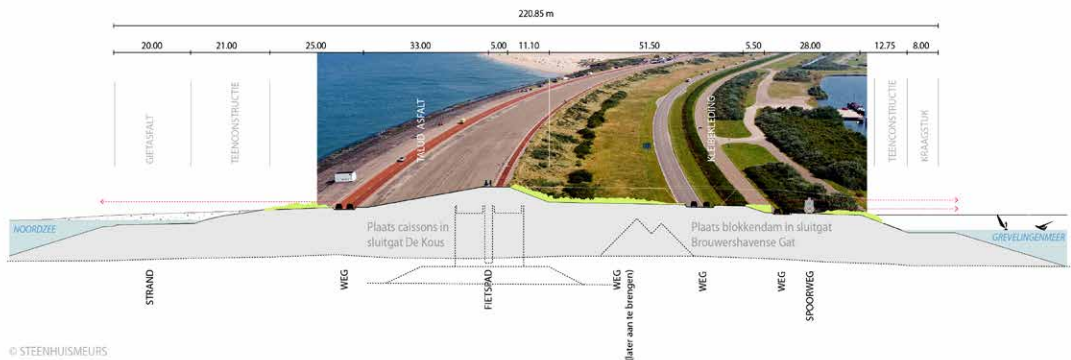 220.85 m
20.00 21.00 25.00 33.00 5.00 11.10 51.50 5.50 28.00 12.75 8.00
GIETASFALT
TEENCONSTRUCTIE
TALUD ASFALT
KLEIBEKLEDING
TEENCONSTRUCTIE
KRAAGSTUK
NOORDZEE
Plaats caissons in
sluitgat De Kous
Plaats blokkendam in sluitgat
Brouwershavense Gat
GREVELINGENMEER
STRAND
WEG
FIETSPAD
WEG
(later aan te brengen)
WEG
WEG
SPOORWEG
© STEENHUISMEURS